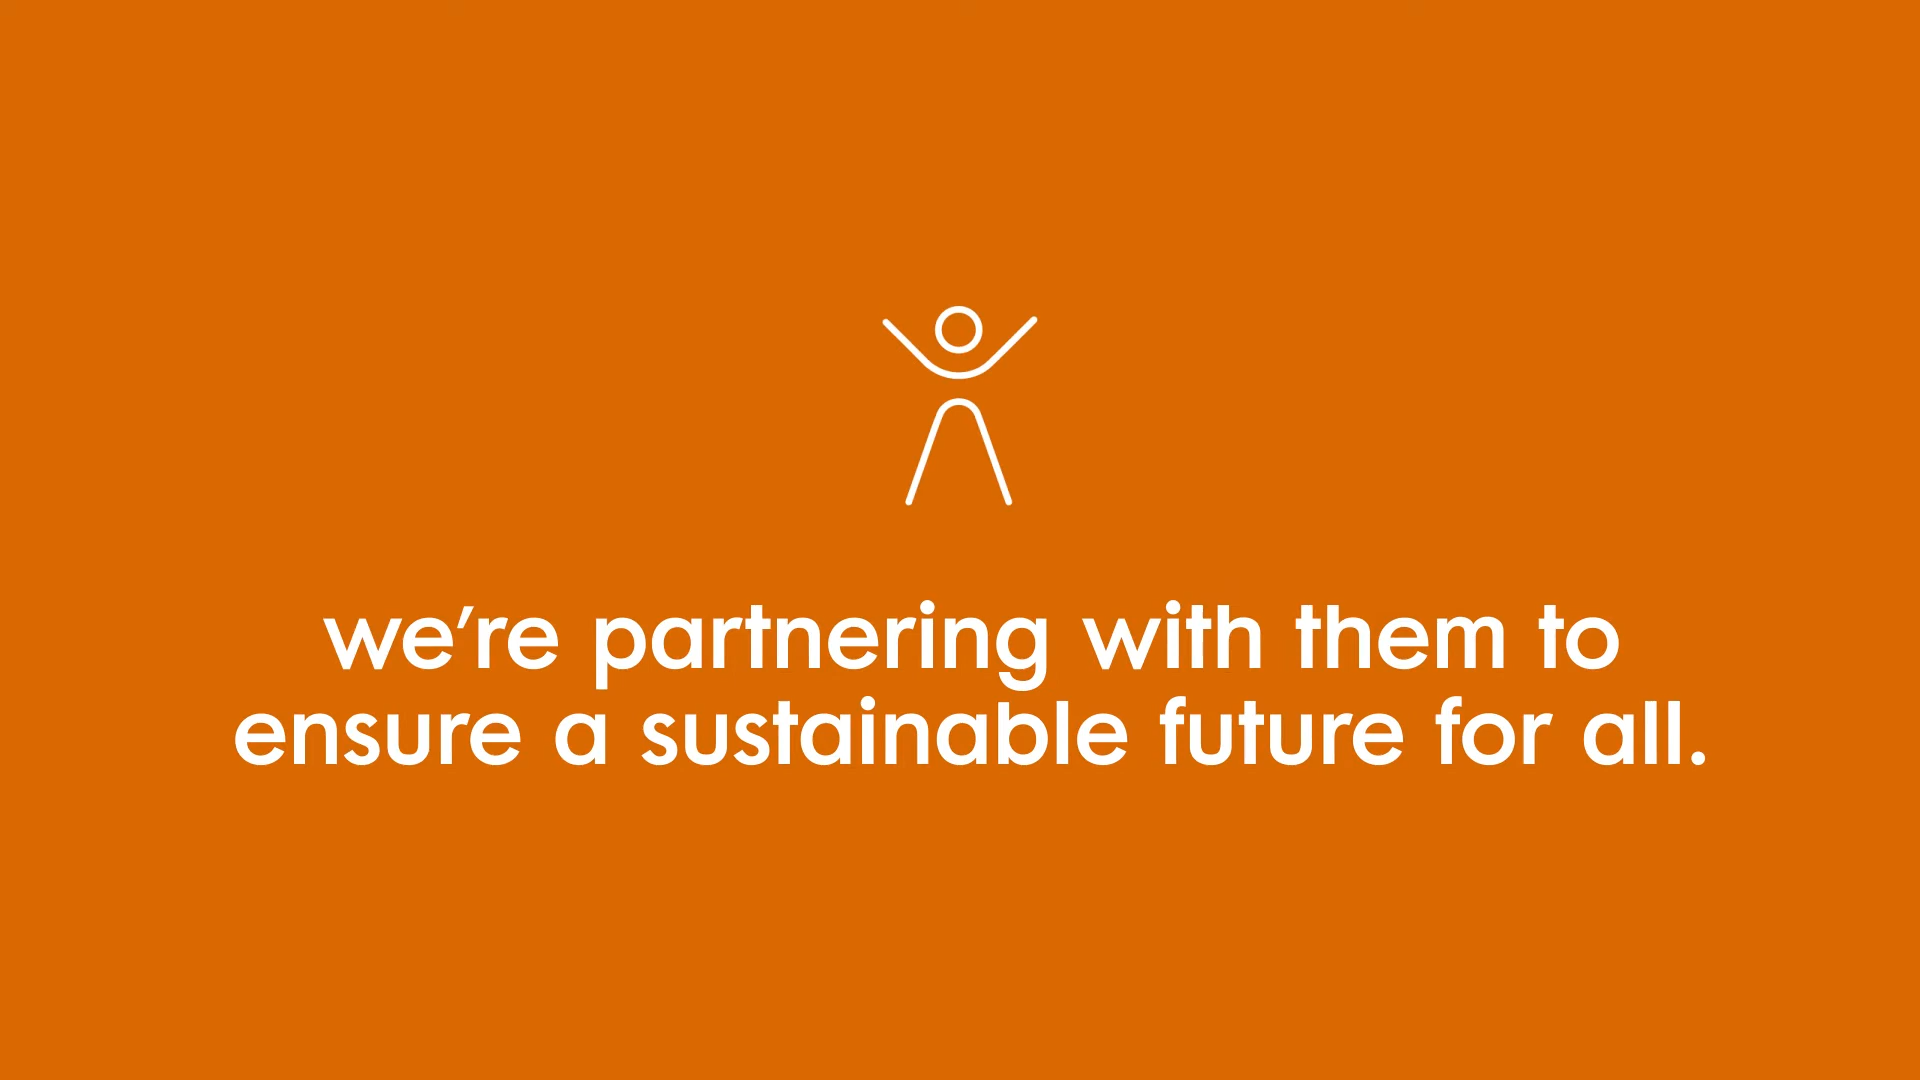 we’re partnering with them to
ensure a sustainable future for all.